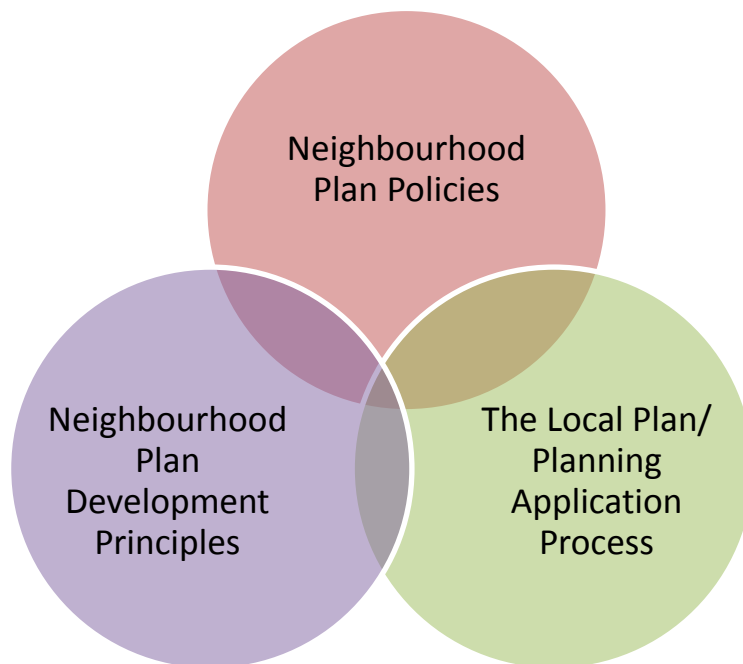 Neighbourhood
Plan Policies
Neighbourhood
Plan
Development
Principles
The Local Plan/
Planning
Application
Process